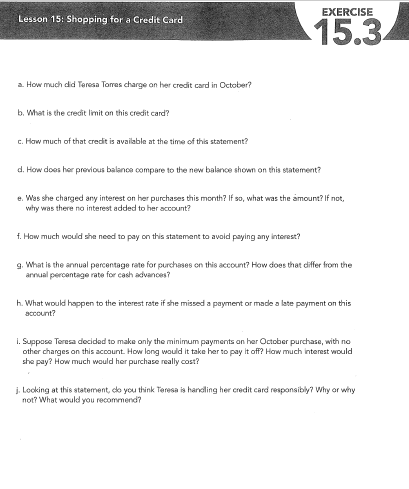 Lesson 15: Shopping for a Credit Card
EXERCISE
15.3
a. How much did Teresa Torres charge on her credit card in October?
b. What is the credit limit on this credit card?
c. How much of that credit is available at the time of this statement?
d. How does her previous balance compare to the new balance shown on this statement?
e. Was she charged any interest on her purchases this month? If so, what was the amount? If not,
why was there no interest added to her account?
f. How much would she need to pay on this statement to avoid paying any interest?
g. What is the annual percentage rate for purchases on this account? How does that differ from the
annual percentage rate for cash advances?
h. What would happen to the interest rate if she missed a payment or made a late payment on this
account?
i. Suppose Teresa decided to make only the minimum payments on her October purchase, with no
other charges on this account. How long would it take her to pay it off? How much interest would
she pay? How much would her purchase really cost?
j. Looking at this statement, do you think Teresa is handling her credit card responsibly? Why or why
not? What would you recommend?